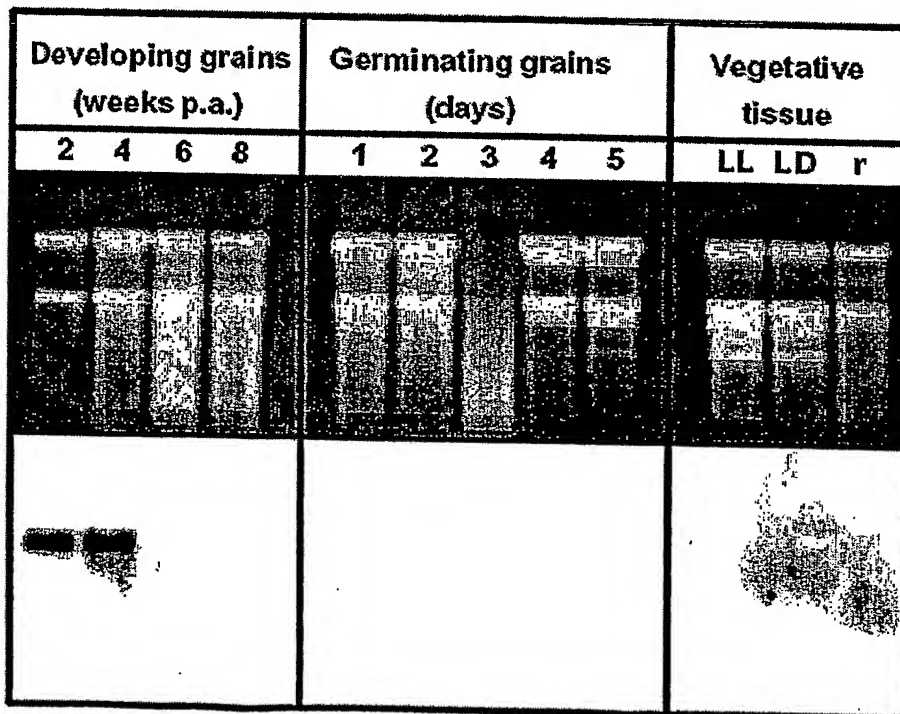 Developing grains
(weeks p.a.)
Germinating grains
(days)
Vegetative
tissue
2 4 6 8
1 2 3 4 5
LL LD r